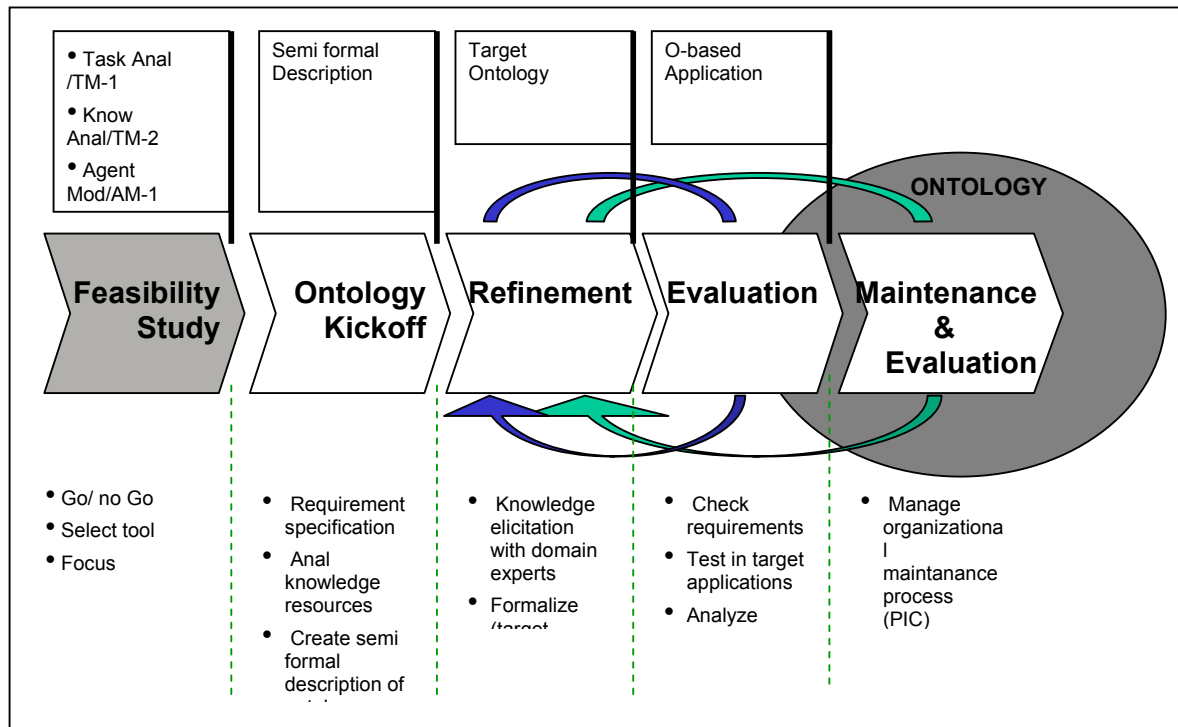 • Task Anal
/TM-1
• Know
Anal/TM-2
• Agent
Mod/AM-1
Semi formal
Description
Target
Ontology
O-based
Application
ONTOLOGY
Feasibility
Study
Ontology
Kickoff
Refinement
Evaluation
Maintenance
&
Evaluation
• Go/ no Go
• Select tool
• Focus
• Requirement
specification
• Anal
knowledge
resources
• Create semi
formal
description of
• Knowledge
elicitation
with domain
experts
• Formalize
(target
• Check
requirements
• Test in target
applications
• Analyze
• Manage
organizationa
l
maintanance
process
(PIC)